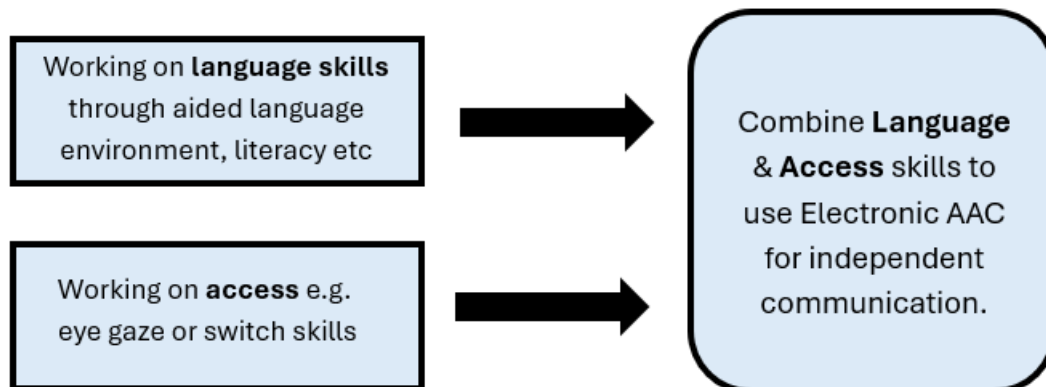 Working on language skills
through aided language
environment, literacy etc
Working on access e.g.
eye gaze or switch skills
Combine Language
& Access skills to
use Electronic AAC
for independent
communication.